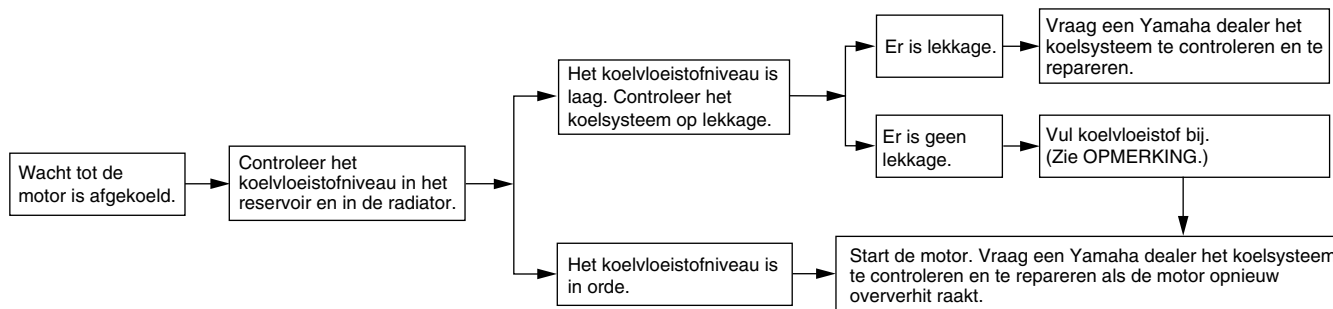 Wacht tot de
motor is afgekoeld.
Controleer het
koelvloeistofniveau in het
reservoir en in de radiator.
Het koelvloeistofniveau is
laag. Controleer het
koelsysteem op lekkage.
Er is lekkage.
Vraag een Yamaha dealer het
koelsysteem te controleren en te
repareren.
Er is geen
lekkage.
Vul koelvloeistof bij.
(Zie OPMERKING.)
Het koelvloeistofniveau is
in orde.
Start de motor. Vraag een Yamaha dealer het koelsysteem
te controleren en te repareren als de motor opnieuw
oververhit raakt.